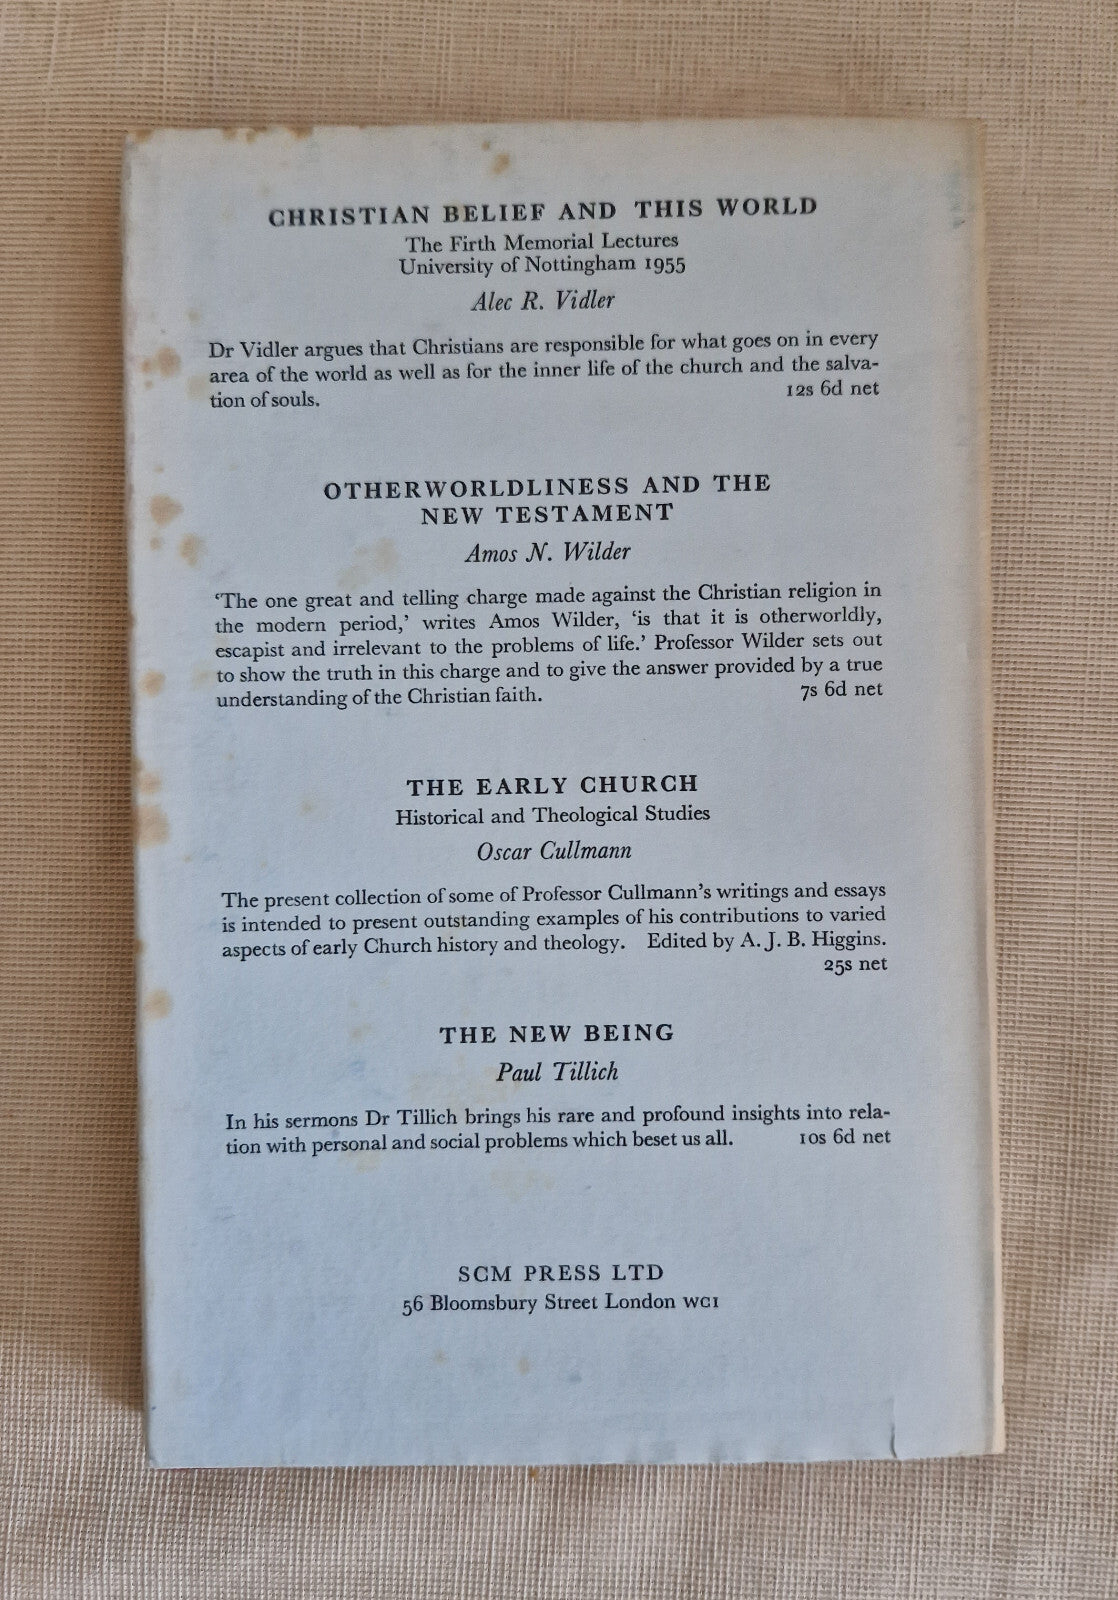 CHRISTIAN BELIEF AND THIS WORLD
The Firth Memorial Lectures
University of Nottingham 1955
Alec R. Vidler
Dr Vidler argues that Christians are responsible for what goes on in every
area of the world as well as for the inner life of the church and the salva-
tion of souls. 12s 6d net
OTHERWORLDLINESS AND THE
NEW TESTAMENT
Amos N. Wilder
‘The one great and telling charge made against the Christian religion in
the modern period,’ writes Amos Wilder, ‘is that it is otherworldly,
escapist and irrelevant to the problems of life.’ Professor Wilder sets out
to show the truth in this charge and to give the answer provided by a true
understanding of the Christian faith. 7s 6d net
THE EARLY CHURCH
Historical and Theological Studies
Oscar Cullmann
The present collection of some of Professor Cullmann’s writings and essays
is intended to present outstanding examples of his contributions to varied
aspects of early Church history and theology. Edited by A. J. B. Higgins.
25s net
THE NEW BEING
Paul Tillich
In his sermons Dr Tillich brings his rare and profound insights into rela-
tion with personal and social problems which beset us all. 10s 6d net
SCM PRESS LTD
56 Bloomsbury Street London WC1